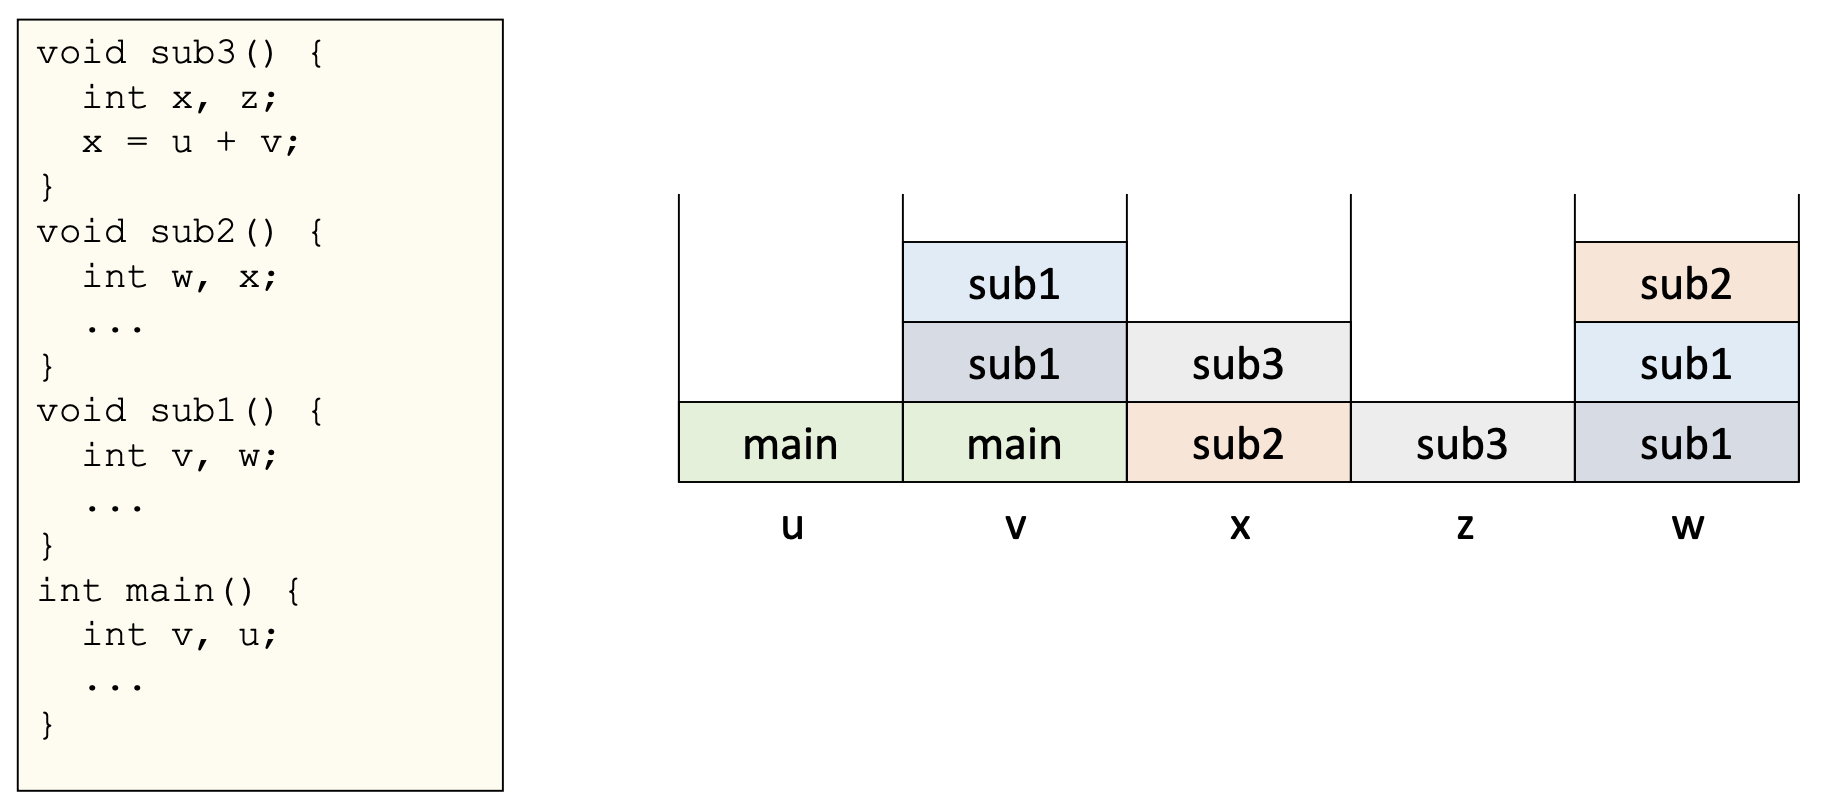 void sub3() {
int x, z;
x = u + v;
}
void sub2() {
int w, x;
...
}
void sub1() {
int v, w;
...
}
int main() {
int v, u;
...
}
sub1 sub2
sub1 sub3 sub1
main main sub2 sub3 sub1
u v x z w